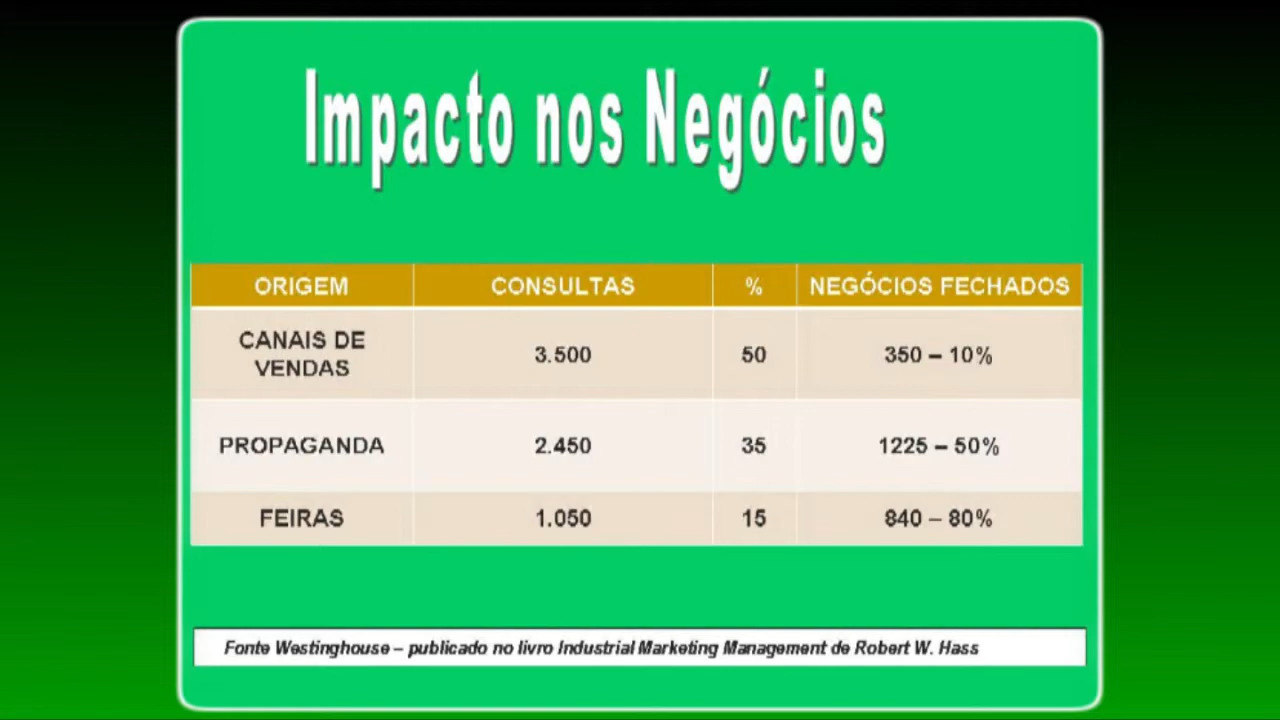 Impacto nos Negócios
ORIGEM CONSULTAS % NEGÓCIOS FECHADOS
CANAIS DE
VENDAS 3.500 50 350 – 10%
PROPAGANDA 2.450 35 1225 – 50%
FEIRAS 1.050 15 840 – 80%
Fonte Westinghouse – publicado no livro Industrial Marketing Management de Robert W. Hass